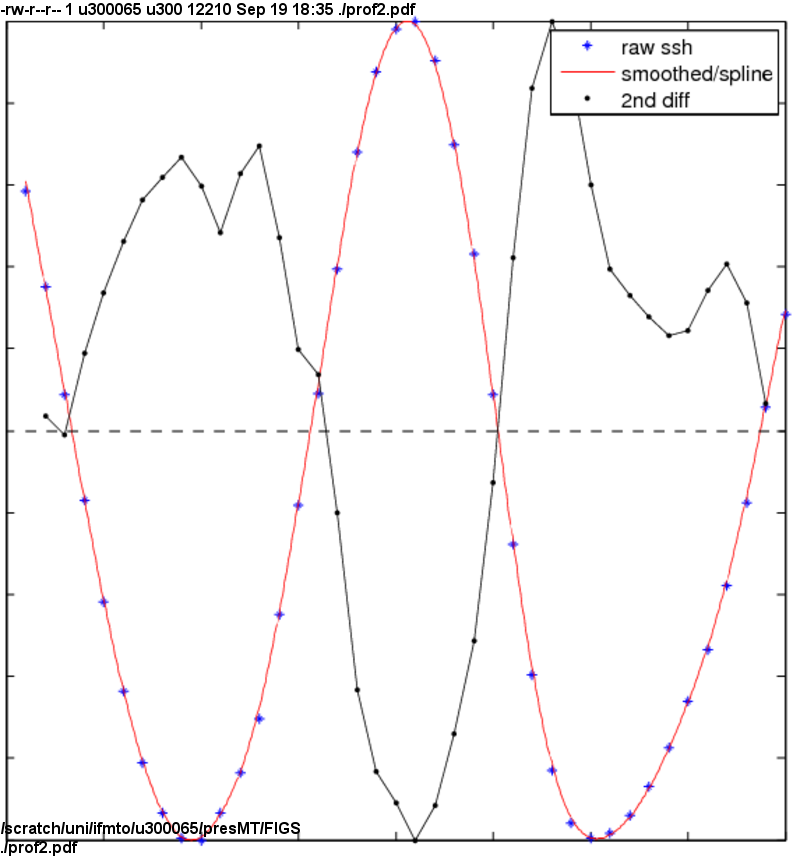 -rw-r--r-- 1 u300065 u300 12210 Sep 19 18:35 ./prof2.pdf
raw ssh
smoothed/spline
2nd diff
/scratch/uni/ifmto/u300065/presMT/FIGS
./prof2.pdf